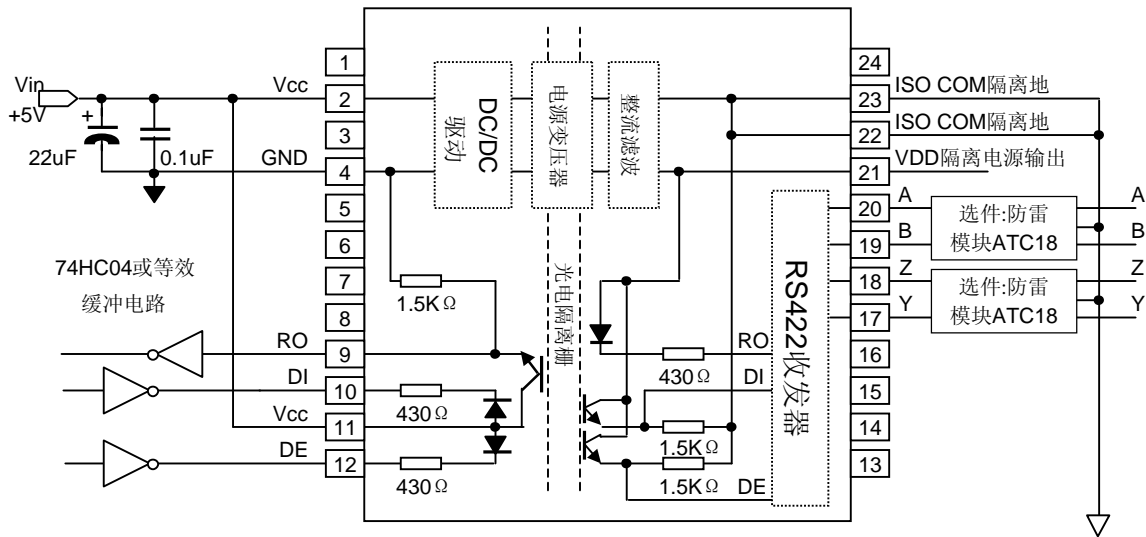 Vin
+5V
+
22uF
0.1uF
Vcc
GND
74HC04或等效
缓冲电路
RO
DI
Vcc
DE
1
2
3
4
5
6
7
8
9
10
11
12
DC/DC
驱动
电源变压器
整流滤波
光电隔离栅
1.5KΩ
430Ω
430Ω
RO
430Ω
DI
1.5KΩ
1.5KΩ
DE
RS422收发器
24
23
22
21
20
19
18
17
16
15
14
13
ISO COM隔离地
ISO COM隔离地
VDD隔离电源输出
A
B
Z
Y
选件:防雷
模块ATC18
选件:防雷
模块ATC18
A
B
Z
Y